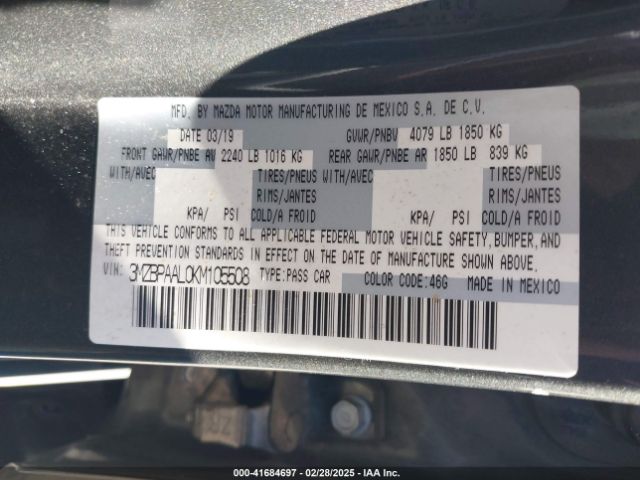 MFD. BY MAZDA MOTOR MANUFACTURING DE MEXICO S.A. DE C.V.
DATE 03/19 GVWR/PNBV 4079 LB 1850 KG
FRONT GAWR/PNBE AV 2240 LB 1016 KG REAR GAWR/PNBE AR 1850 LB 839 KG
WITH/AVEC TIRES/PNEUS WITH/AVEC TIRES/PNEUS
RIMS/JANTES RIMS/JANTES
KPA/ PSI COLD/A FROID KPA/ PSI COLD/A FROID
THIS VEHICLE CONFORMS TO ALL APPLICABLE FEDERAL MOTOR VEHICLE SAFETY, BUMPER, AND
THEFT PREVENTION STANDARDS IN EFFECT ON THE DATE OF MANUFACTURE SHOWN ABOVE.
VIN: 3MZBPAAL0KM105508 TYPE:PASS CAR COLOR CODE:46G MADE IN MEXICO
000-41684697 | 02/28/2025 | IAA Inc.